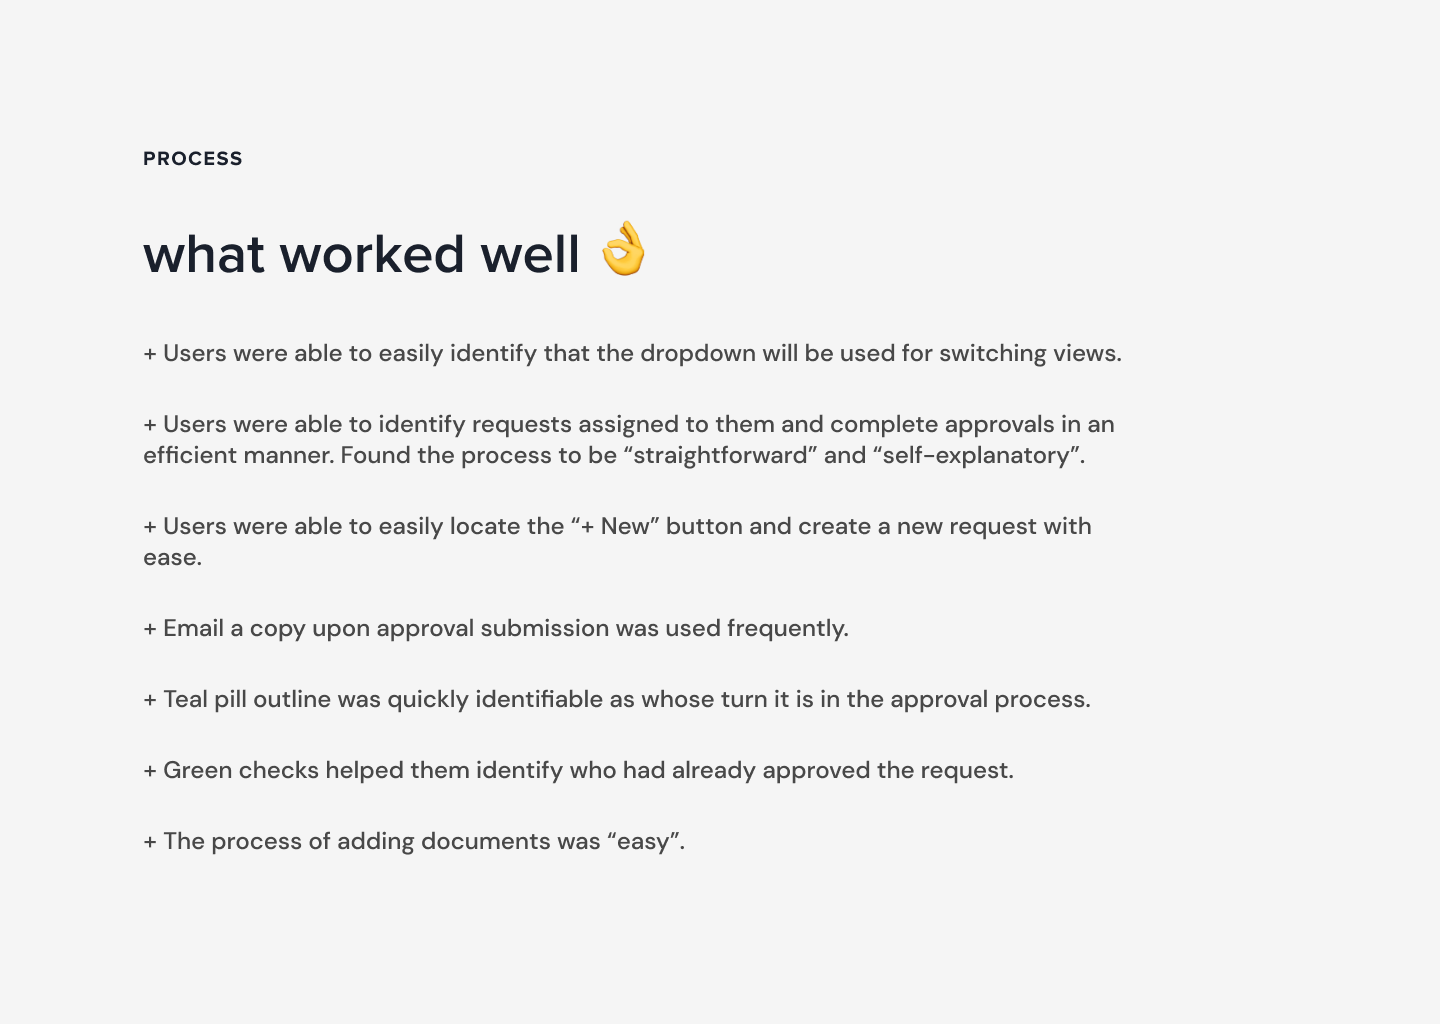 PROCESS
what worked well 👌
+ Users were able to easily identify that the dropdown will be used for switching views.
+ Users were able to identify requests assigned to them and complete approvals in an
efficient manner. Found the process to be “straightforward” and “self-explanatory”.
+ Users were able to easily locate the “+ New” button and create a new request with
ease.
+ Email a copy upon approval submission was used frequently.
+ Teal pill outline was quickly identifiable as whose turn it is in the approval process.
+ Green checks helped them identify who had already approved the request.
+ The process of adding documents was “easy”.